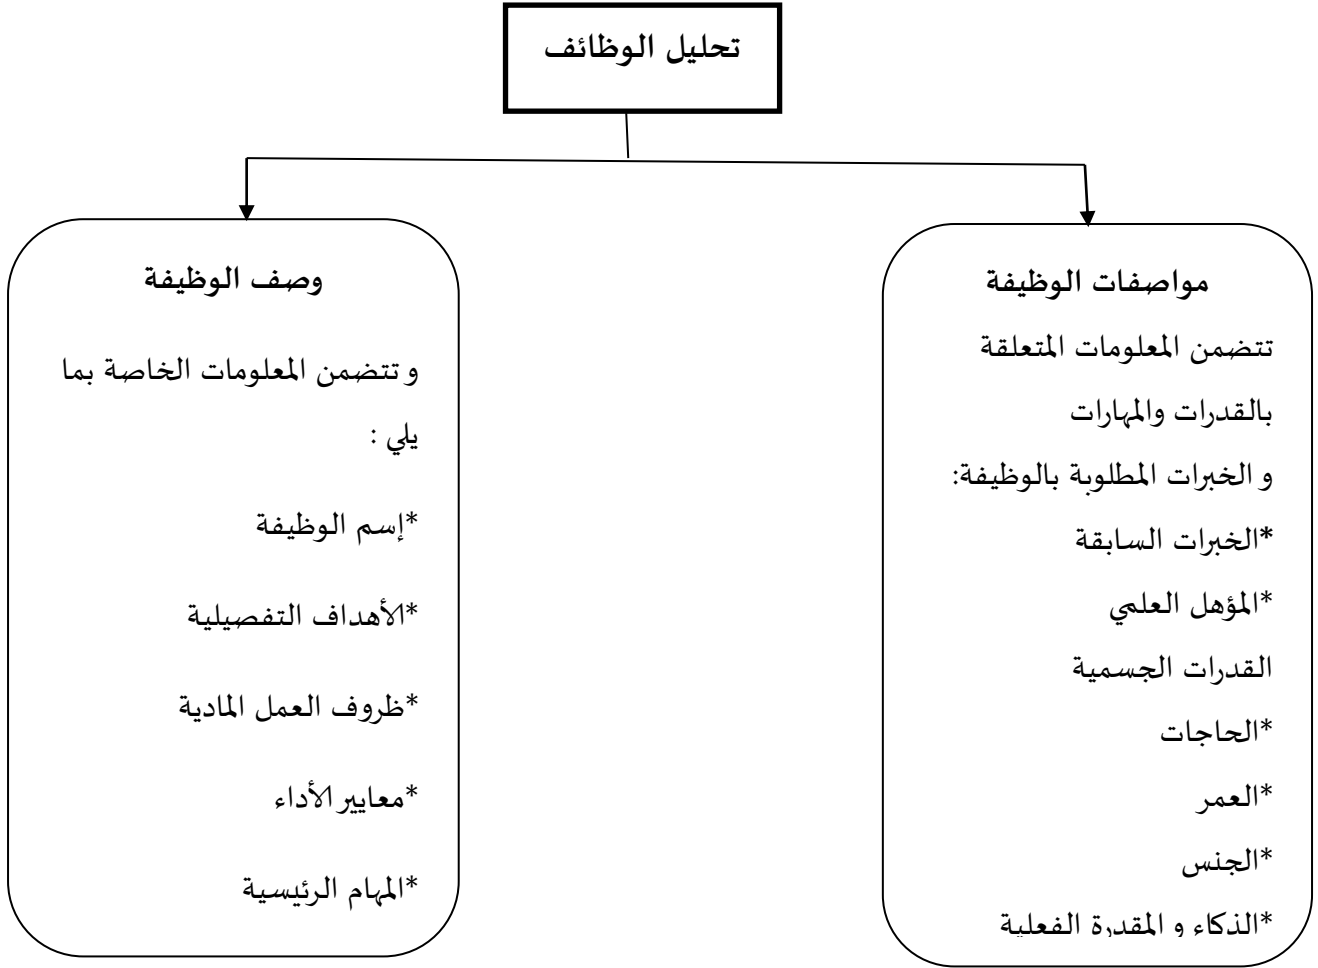 تحليل الوظائف
مواصفات الوظيفة
تتضمن المعلومات المتعلقة
بالقدرات والمهارات
و الخبرات المطلوبة بالوظيفة:
*الخبرات السابقة
*المؤهل العلمي
القدرات الجسمية
*الحاجات
*العمر
*الجنس
*الذكاء و المقدرة الفعلية
وصف الوظيفة
و تتضمن المعلومات الخاصة بما
يلي :
*إسم الوظيفة
*الأهداف التفصيلية
*ظروف العمل المادية
*معايير الأداء
*المهام الرئيسية